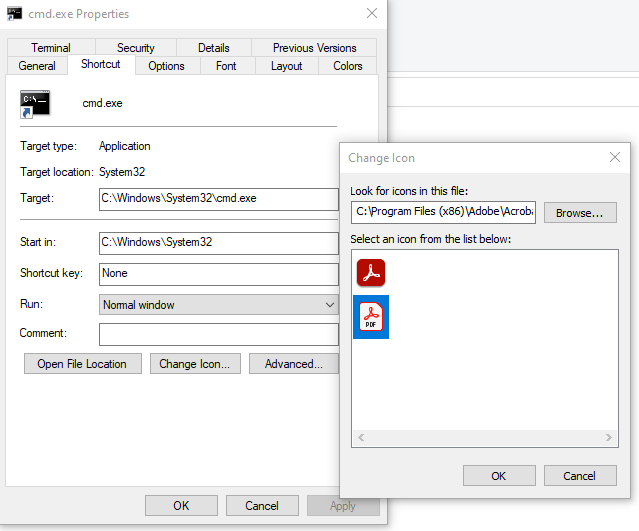 cmd.exe Properties
Terminal Security Details Previous Versions
General Shortcut Options Font Layout Colors
C:\
cmd.exe
Target type: Application
Target location: System32
Target: C:\Windows\System32\cmd.exe
Start in: C:\Windows\System32
Shortcut key: None
Run: Normal window
Comment:
Open File Location Change Icon... Advanced...
OK Cancel Apply
Change Icon
Look for icons in this file:
C:\Program Files (x86)\Adobe\Acroba Browse...
Select an icon from the list below:
PDF
OK Cancel